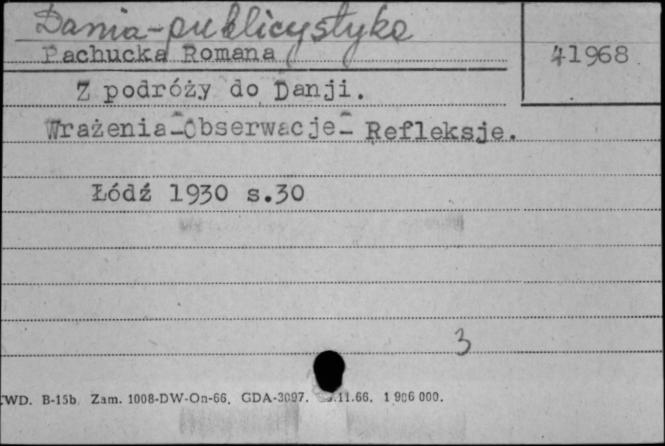 Dania-publicystyka
Pachucka Romana
41968
Z podróży do Danji.
Wrażenia-Obserwacje- Refleksje.
Łódź 1930 s.30
3
WD. B-15b Zam. 1008-DW-On-66. GDA-3097. .11.66. 1 906 000.